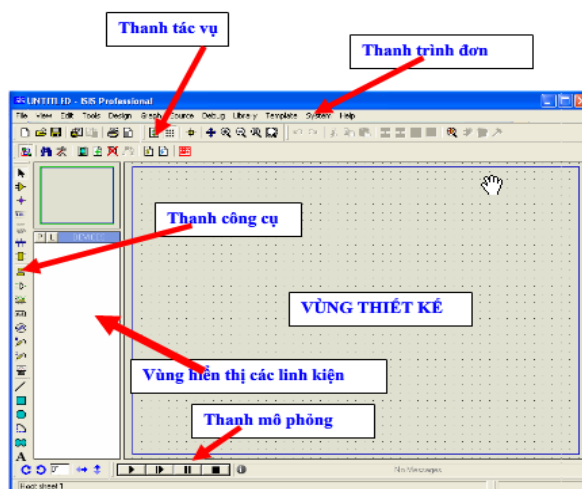 Thanh tác vụ
Thanh trình đơn
UNTITLED - ISIS Professional
File View Edit Tools Design Graph Source Debug Library Template System Help
Thanh công cụ
P L DEVICES
VÙNG THIẾT KẾ
Vùng hiển thị các linh kiện
Thanh mô phỏng
No Messages
Root sheet 1